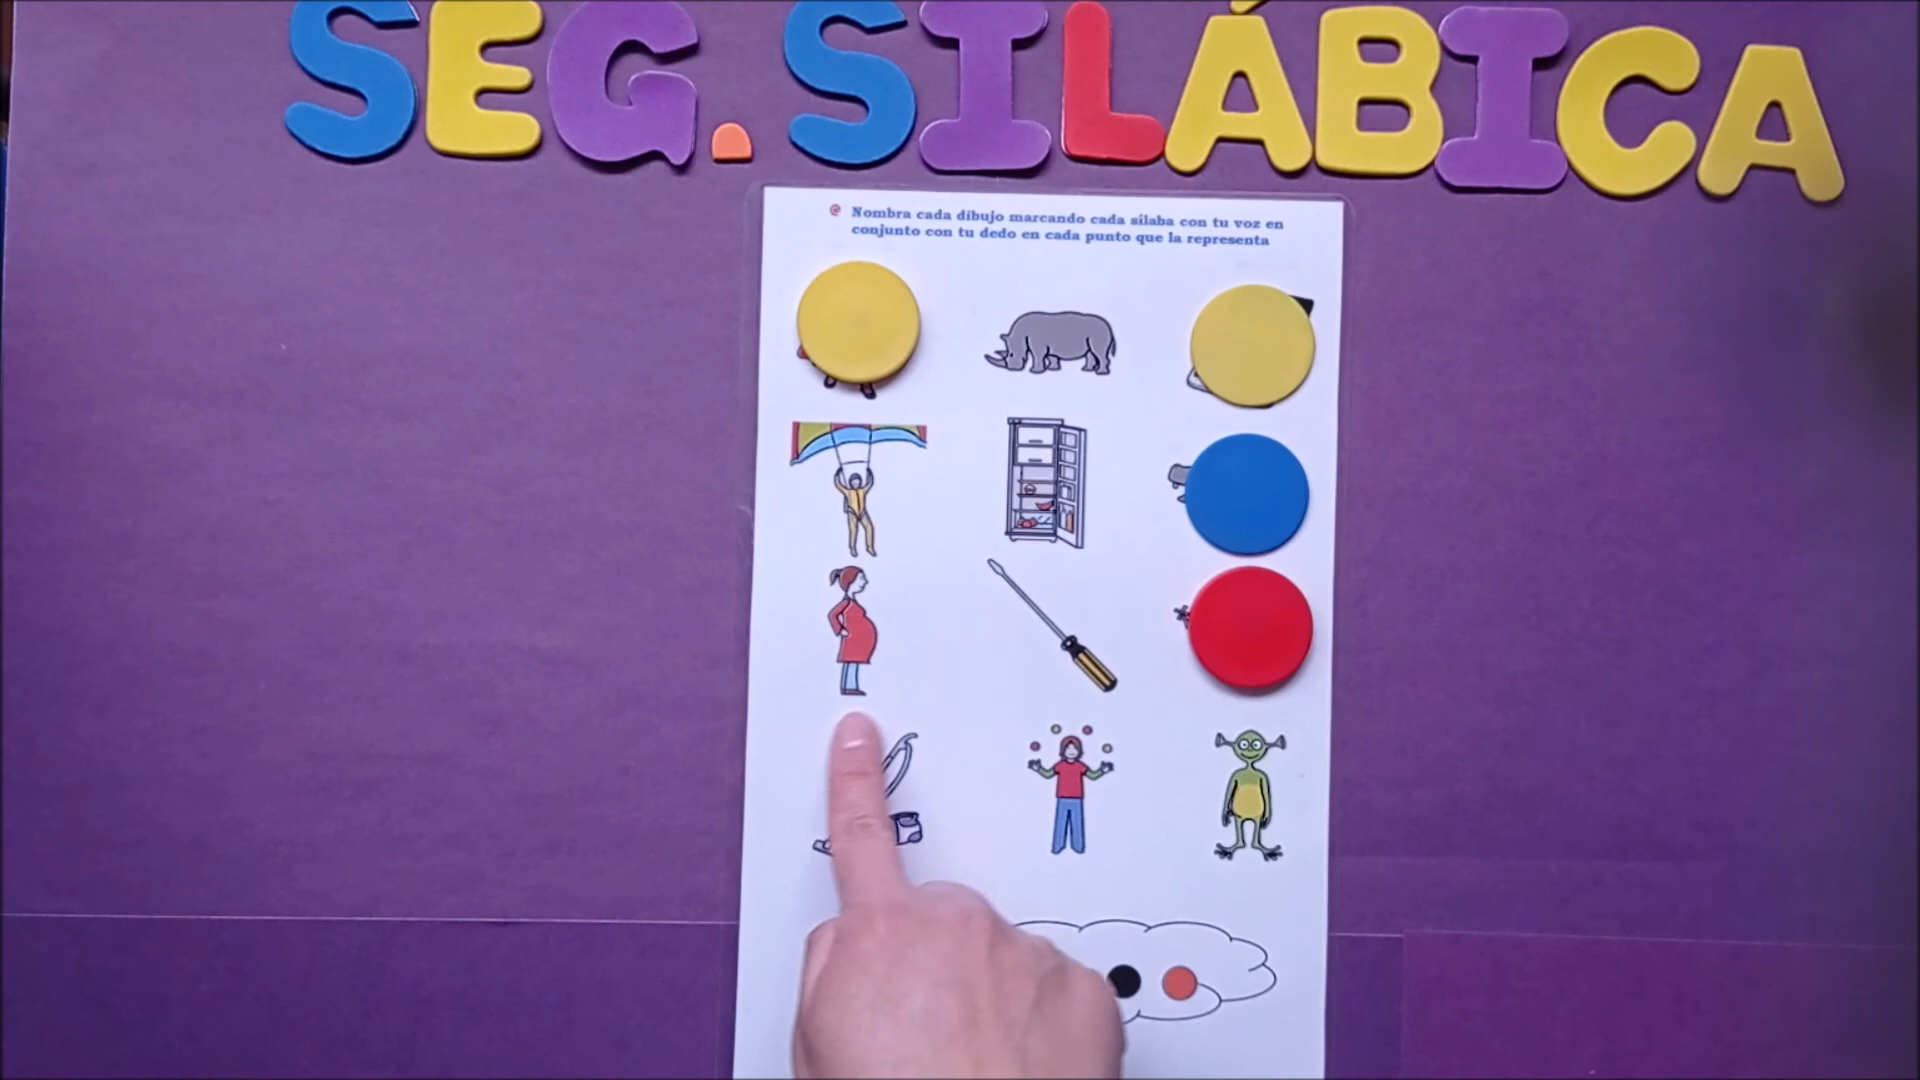 SEG. SILÁBICA
Nombra cada dibujo marcando cada sílaba con tu voz en
conjunto con tu dedo en cada punto que la representa